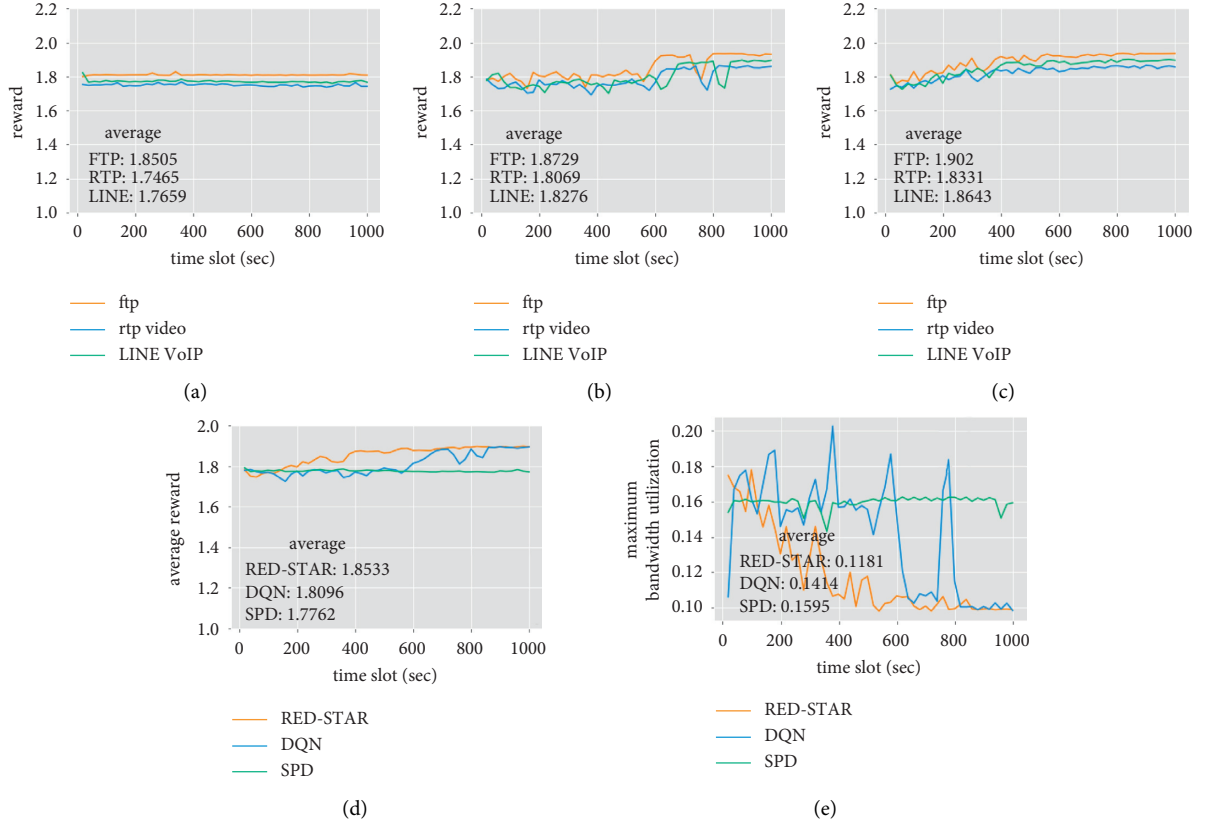 2.2
2.0
1.8
1.6
1.4
1.2
1.0
reward
average
FTP: 1.8505
RTP: 1.7465
LINE: 1.7659
0 200 400 600 800 1000
time slot (sec)
ftp
rtp video
LINE VoIP
(a)
2.2
2.0
1.8
1.6
1.4
1.2
1.0
reward
average
FTP: 1.8729
RTP: 1.8069
LINE: 1.8276
0 200 400 600 800 1000
time slot (sec)
ftp
rtp video
LINE VoIP
(b)
2.2
2.0
1.8
1.6
1.4
1.2
1.0
reward
average
FTP: 1.902
RTP: 1.8331
LINE: 1.8643
0 200 400 600 800 1000
time slot (sec)
ftp
rtp video
LINE VoIP
(c)
2.0
1.8
1.6
1.4
1.2
1.0
average reward
average
RED-STAR: 1.8533
DQN: 1.8096
SPD: 1.7762
0 200 400 600 800 1000
time slot (sec)
RED-STAR
DQN
SPD
(d)
0.20
0.18
0.16
0.14
0.12
0.10
maximum
bandwidth utilization
average
RED-STAR: 0.1181
DQN: 0.1414
SPD: 0.1595
0 200 400 600 800 1000
time slot (sec)
RED-STAR
DQN
SPD
(e)